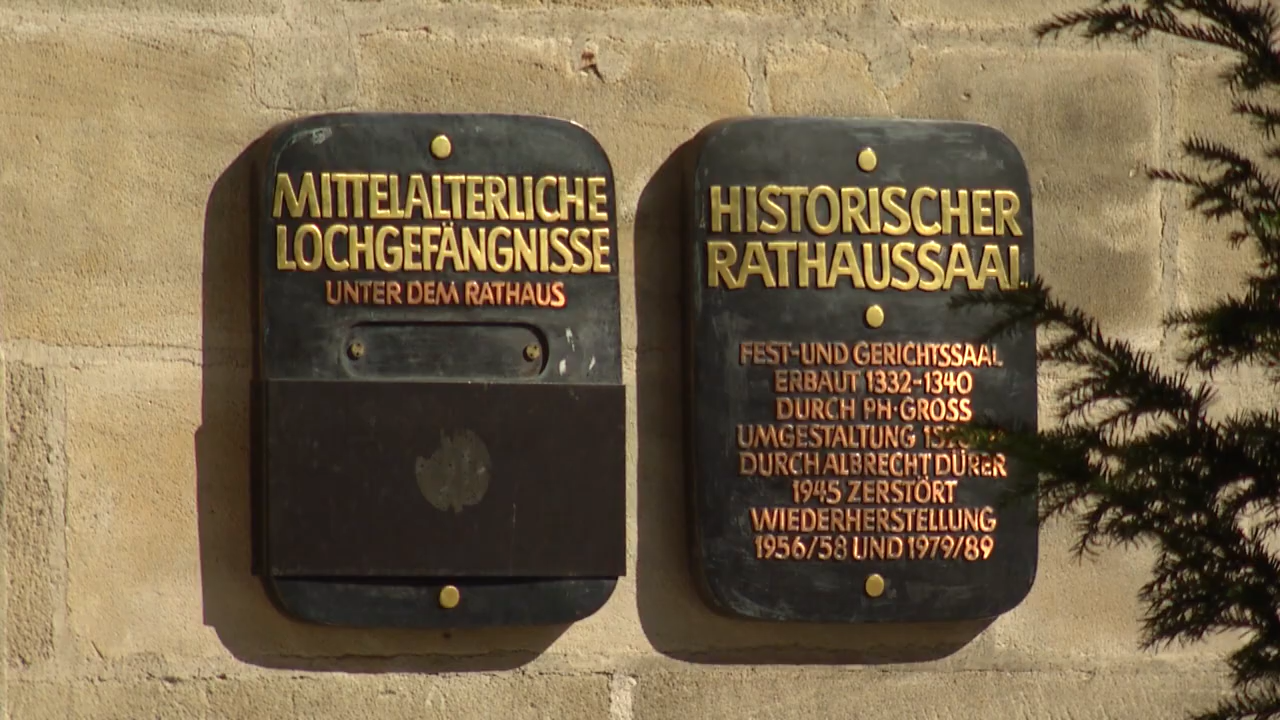 MITTELALTERLICHE
LOCHGEFÄNGNISSE
UNTER DEM RATHAUS
HISTORISCHER
RATHAUSSAAL
FEST-UND GERICHTSSAAL
ERBAUT 1332-1340
DURCH PH·GROSS
UMGESTALTUNG
DURCH ALBRECHT DÜRER
1945 ZERSTÖRT
WIEDERHERSTELLUNG
1956/58 UND 1979/89